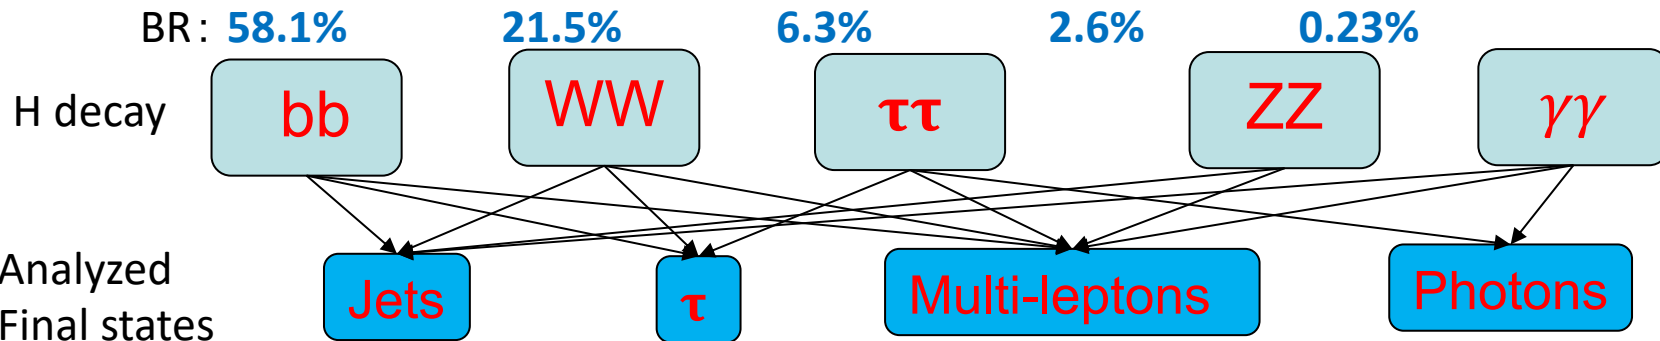 BR: 58.1% 21.5% 6.3% 2.6% 0.23%
H decay bb WW ττ ZZ γγ
Analyzed
Final states
Jets τ Multi-leptons Photons